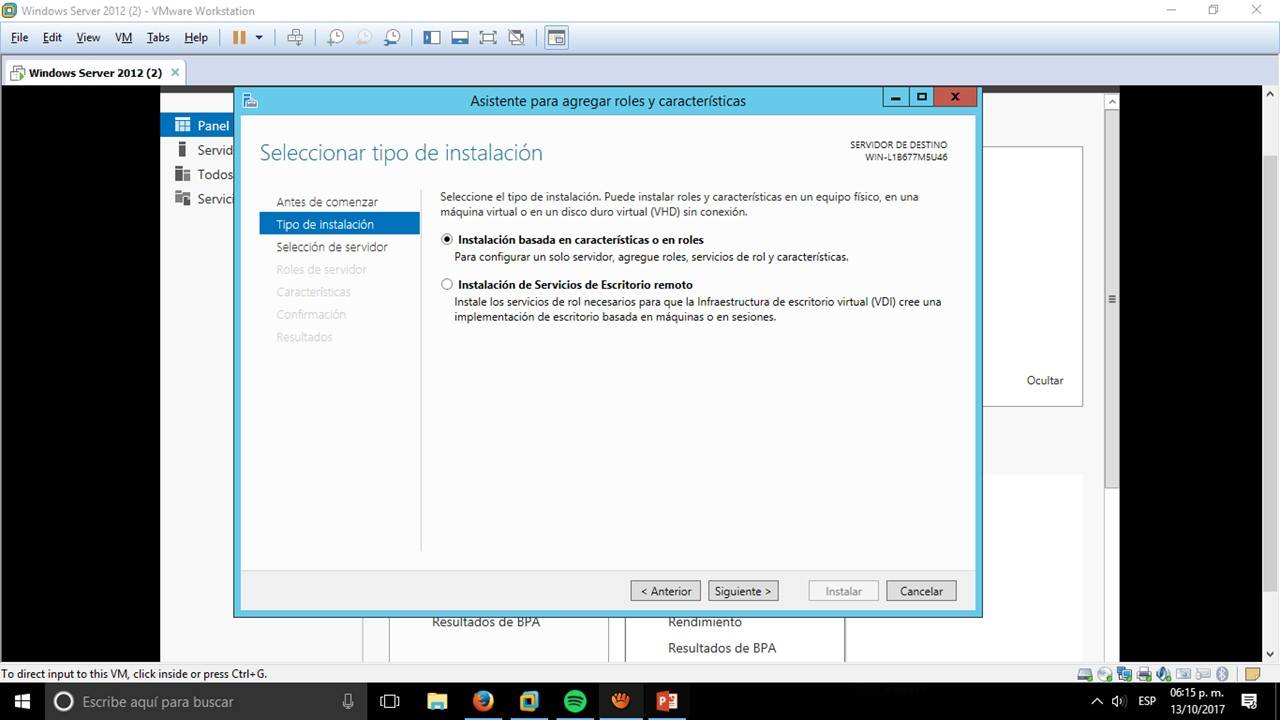 Windows Server 2012 (2) - VMware Workstation
File Edit View VM Tabs Help
Windows Server 2012 (2)
Asistente para agregar roles y características
Panel
Servid
Todos
Servici
Seleccionar tipo de instalación
SERVIDOR DE DESTINO
WIN-L1B677M5U46
Antes de comenzar
Tipo de instalación
Selección de servidor
Roles de servidor
Características
Confirmación
Resultados
Seleccione el tipo de instalación. Puede instalar roles y características en un equipo físico, en una
máquina virtual o en un disco duro virtual (VHD) sin conexión.
Instalación basada en características o en roles
Para configurar un solo servidor, agregue roles, servicios de rol y características.
Instalación de Servicios de Escritorio remoto
Instale los servicios de rol necesarios para que la Infraestructura de escritorio virtual (VDI) cree una
implementación de escritorio basada en máquinas o en sesiones.
Ocultar
< Anterior Siguiente > Instalar Cancelar
Resultados de BPA
Rendimiento
Resultados de BPA
To direct input to this VM, click inside or press Ctrl+G.
Escribe aquí para buscar
ESP
06:15 p. m.
13/10/2017